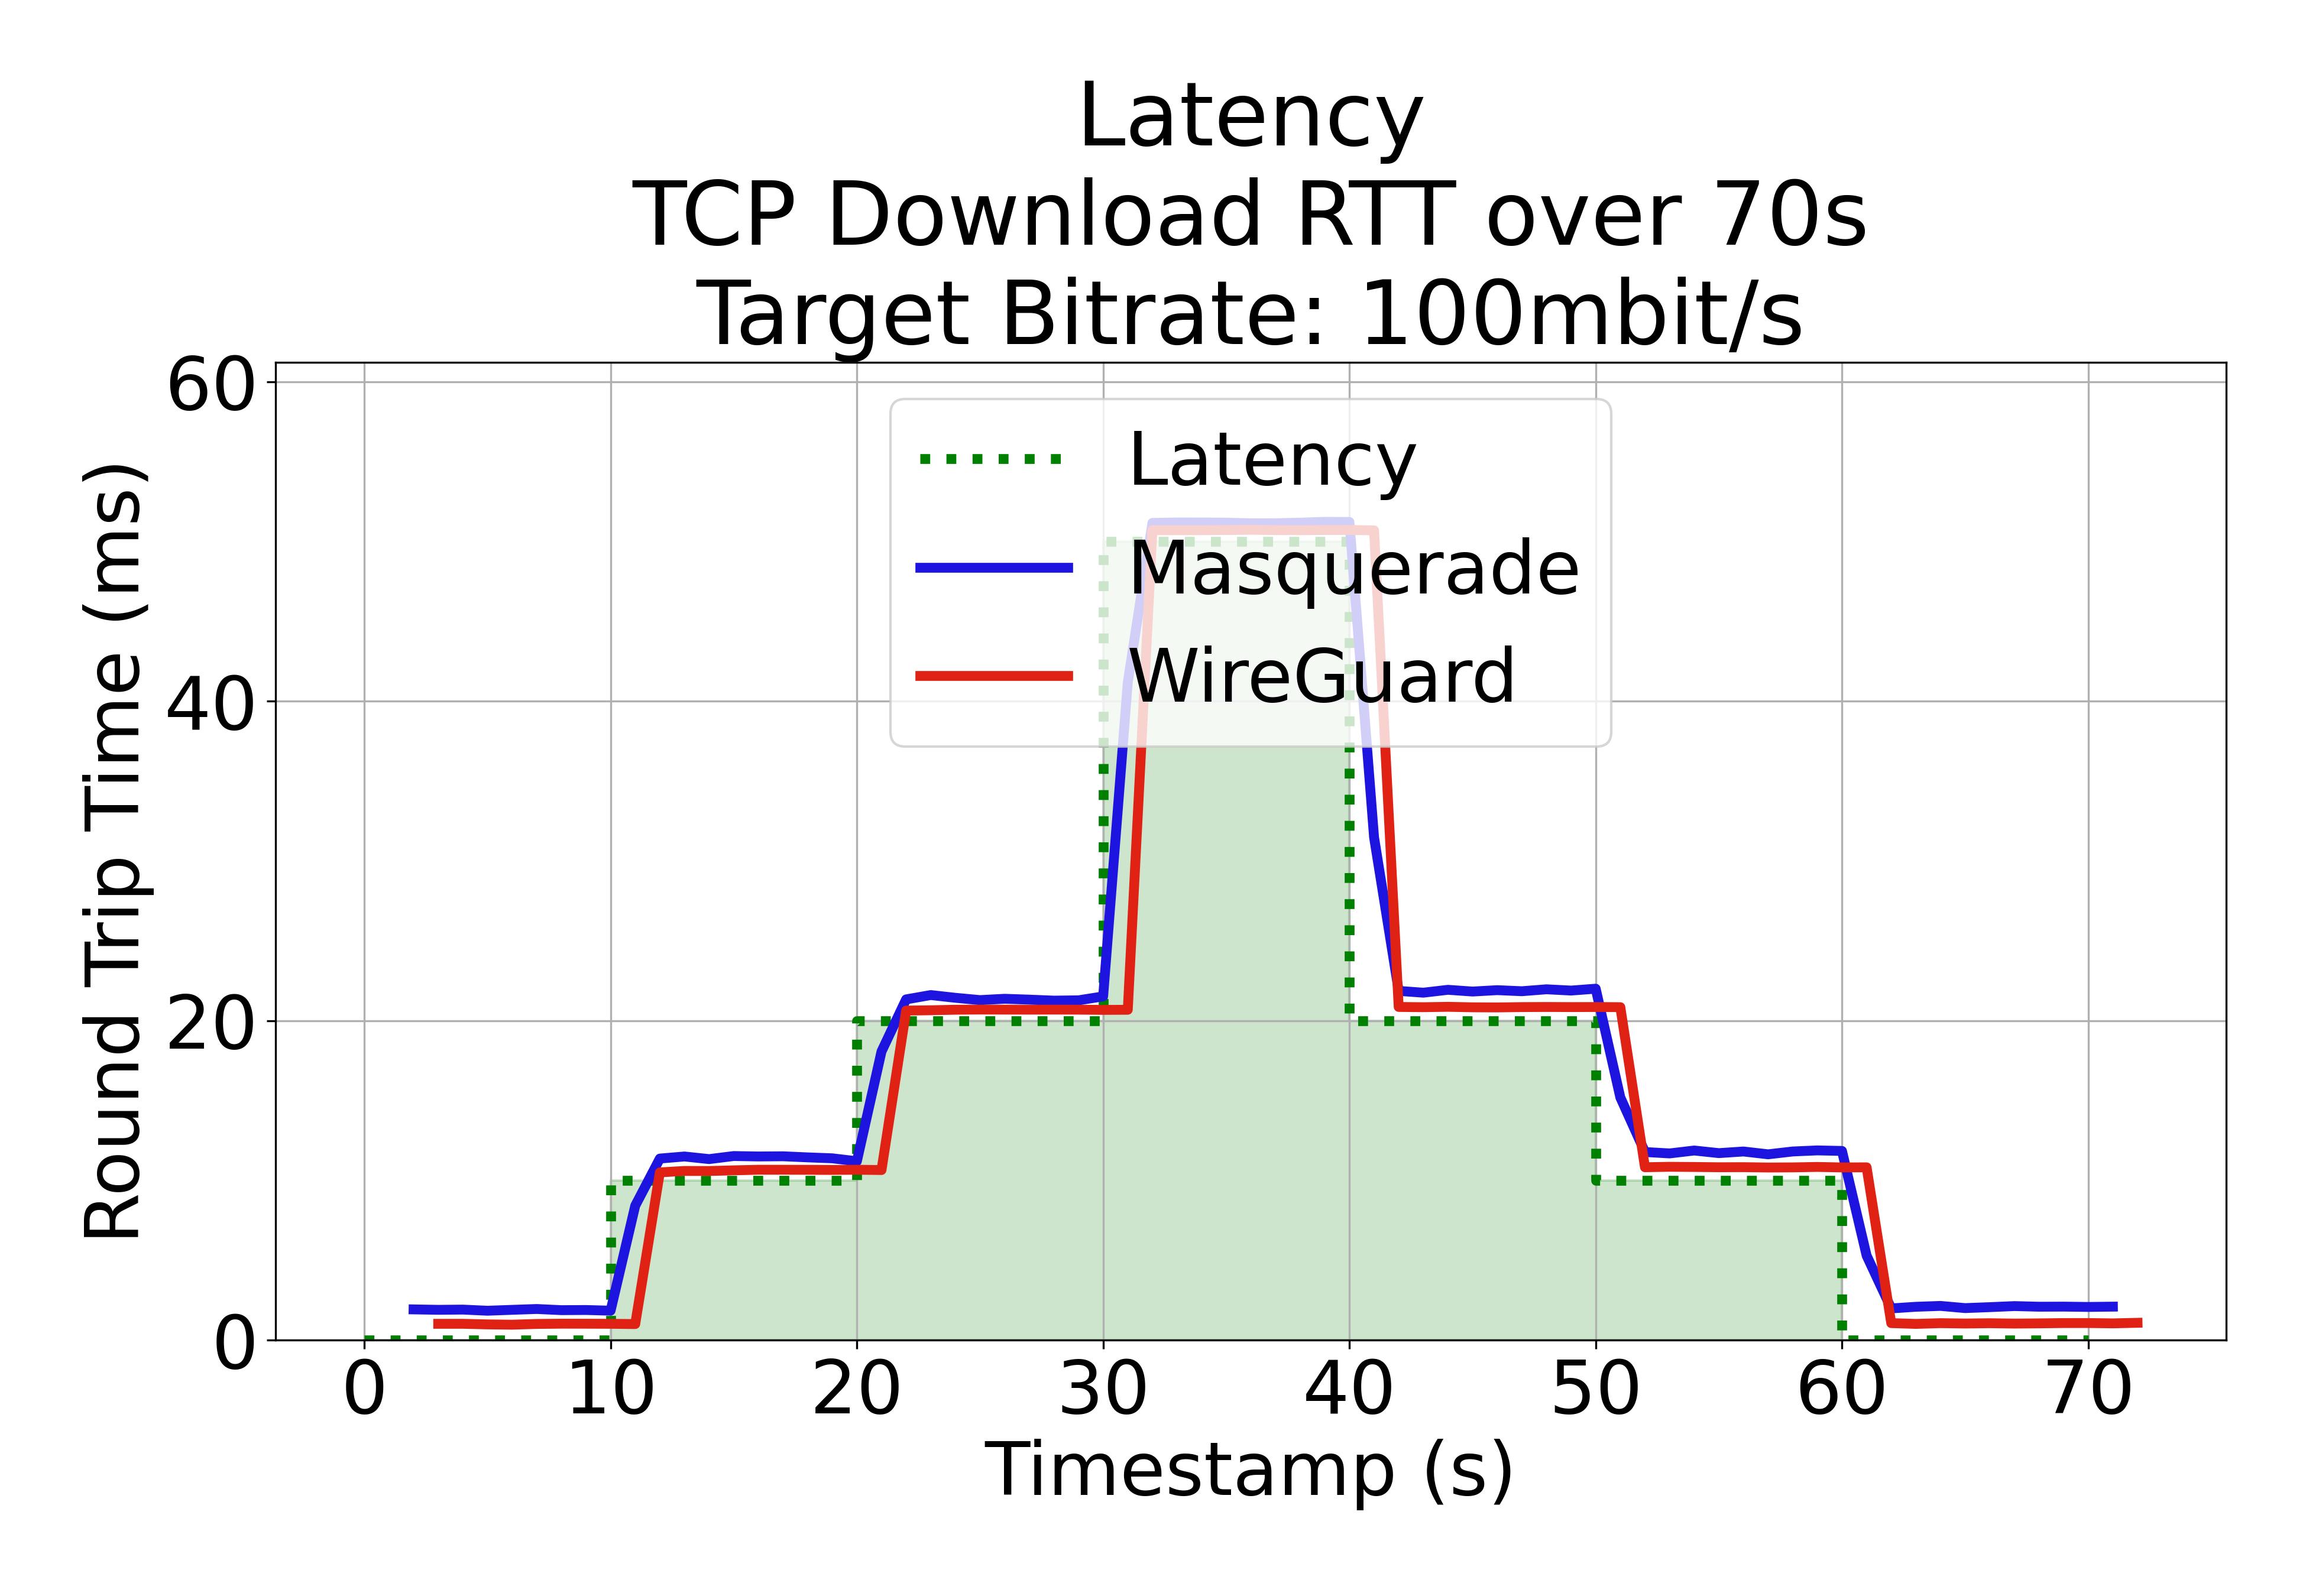 Latency
TCP Download RTT over 70s
Target Bitrate: 100mbit/s
60
40
20
0
Round Trip Time (ms)
Latency
Masquerade
WireGuard
0 10 20 30 40 50 60 70
Timestamp (s)